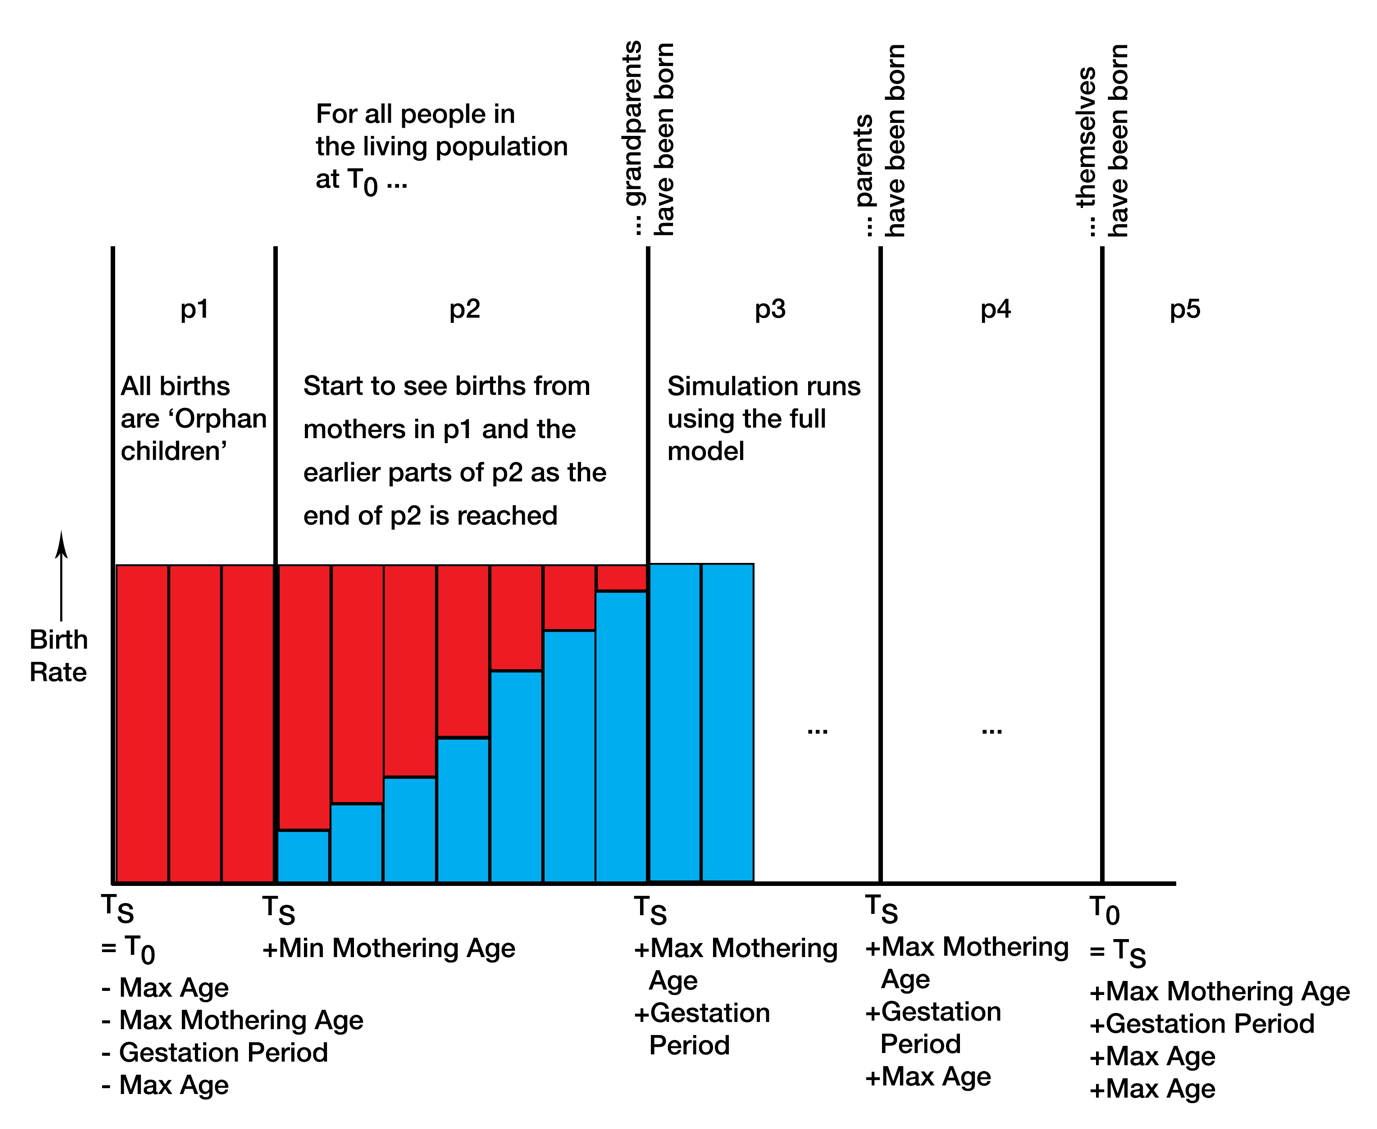 For all people in
the living population
at T0 ...
... grandparents
have been born
... parents
have been born
... themselves
have been born
p1
p2
p3
p4
p5
All births
are ‘Orphan
children’
Start to see births from
mothers in p1 and the
earlier parts of p2 as the
end of p2 is reached
Simulation runs
using the full
model
Birth
Rate
...
...
TS
= T0
- Max Age
- Max Mothering Age
- Gestation Period
- Max Age
TS
+Min Mothering Age
TS
+Max Mothering
Age
+Gestation
Period
TS
+Max Mothering
Age
+Gestation
Period
+Max Age
T0
= TS
+Max Mothering Age
+Gestation Period
+Max Age
+Max Age